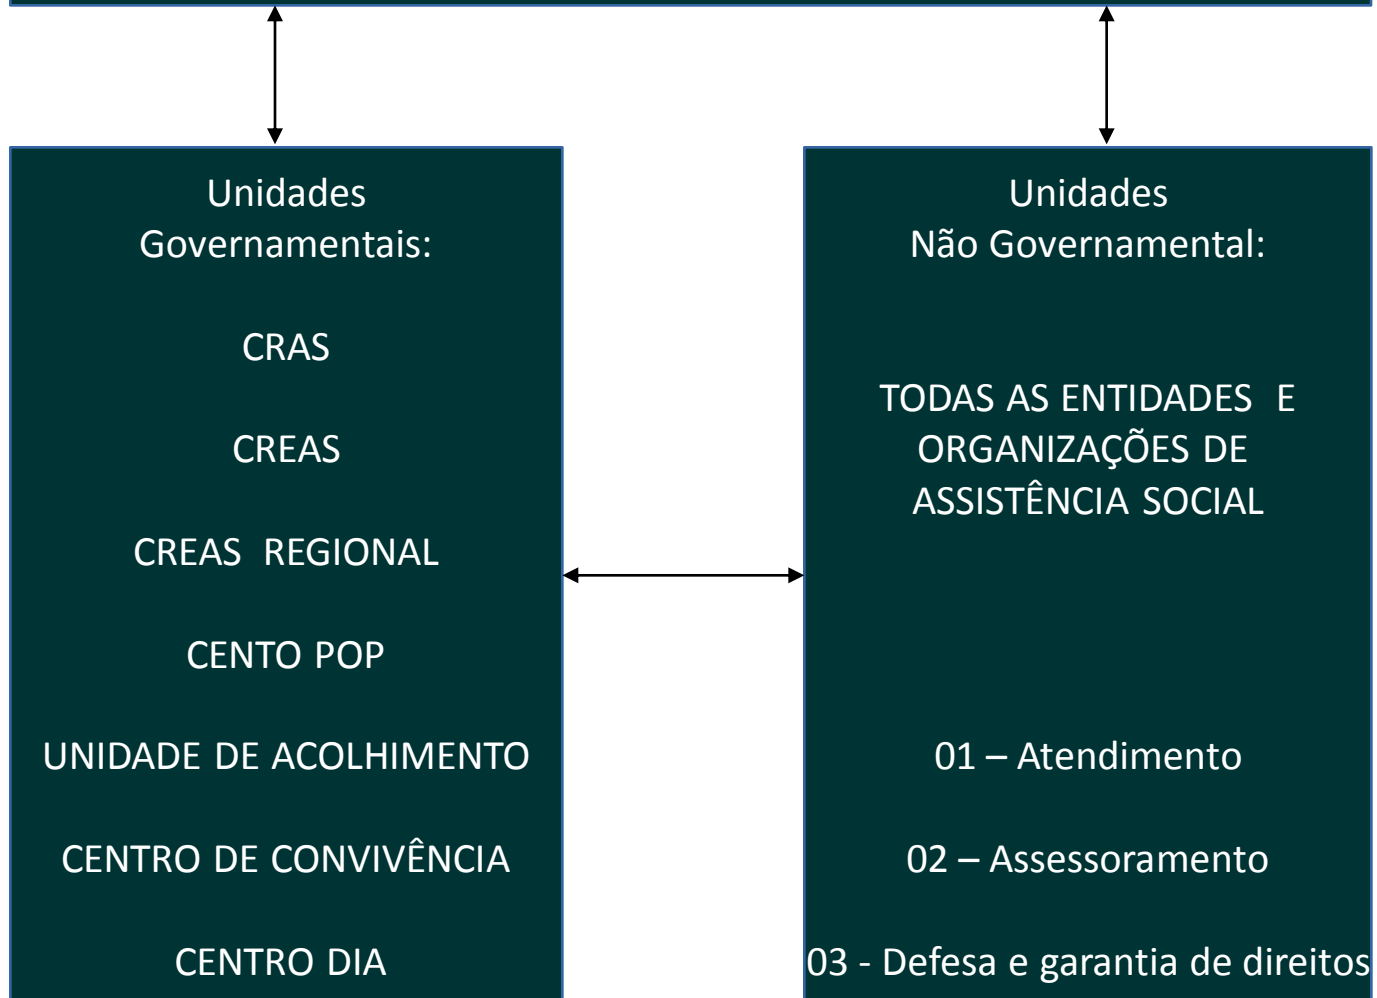 Unidades
Governamentais:
CRAS
CREAS
CREAS REGIONAL
CENTO POP
UNIDADE DE ACOLHIMENTO
CENTRO DE CONVIVÊNCIA
CENTRO DIA
Unidades
Não Governamental:
TODAS AS ENTIDADES E
ORGANIZAÇÕES DE
ASSISTÊNCIA SOCIAL
01 – Atendimento
02 – Assessoramento
03 - Defesa e garantia de direitos